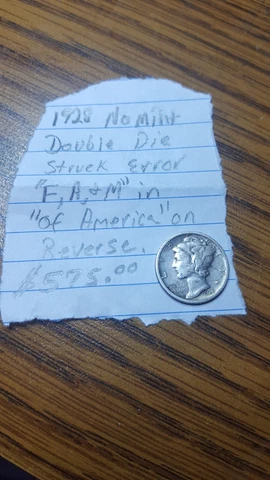 1928 No Mint
Double Die
Struck Error
"F, A, & M" in
"of America" on
Reverse.
$575.00